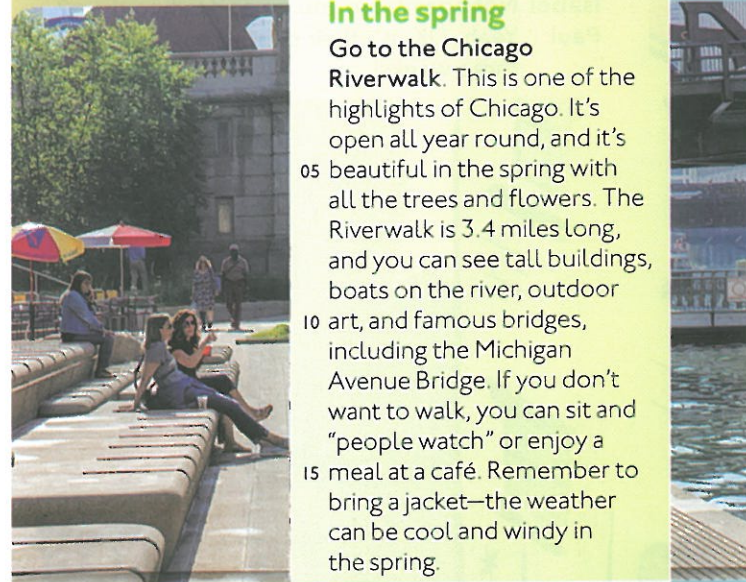 In the spring
Go to the Chicago
Riverwalk. This is one of the
highlights of Chicago. It's
open all year round, and it's
05 beautiful in the spring with
all the trees and flowers. The
Riverwalk is 3.4 miles long,
and you can see tall buildings,
boats on the river, outdoor
10 art, and famous bridges,
including the Michigan
Avenue Bridge. If you don't
want to walk, you can sit and
“people watch” or enjoy a
15 meal at a café. Remember to
bring a jacket—the weather
can be cool and windy in
the spring.